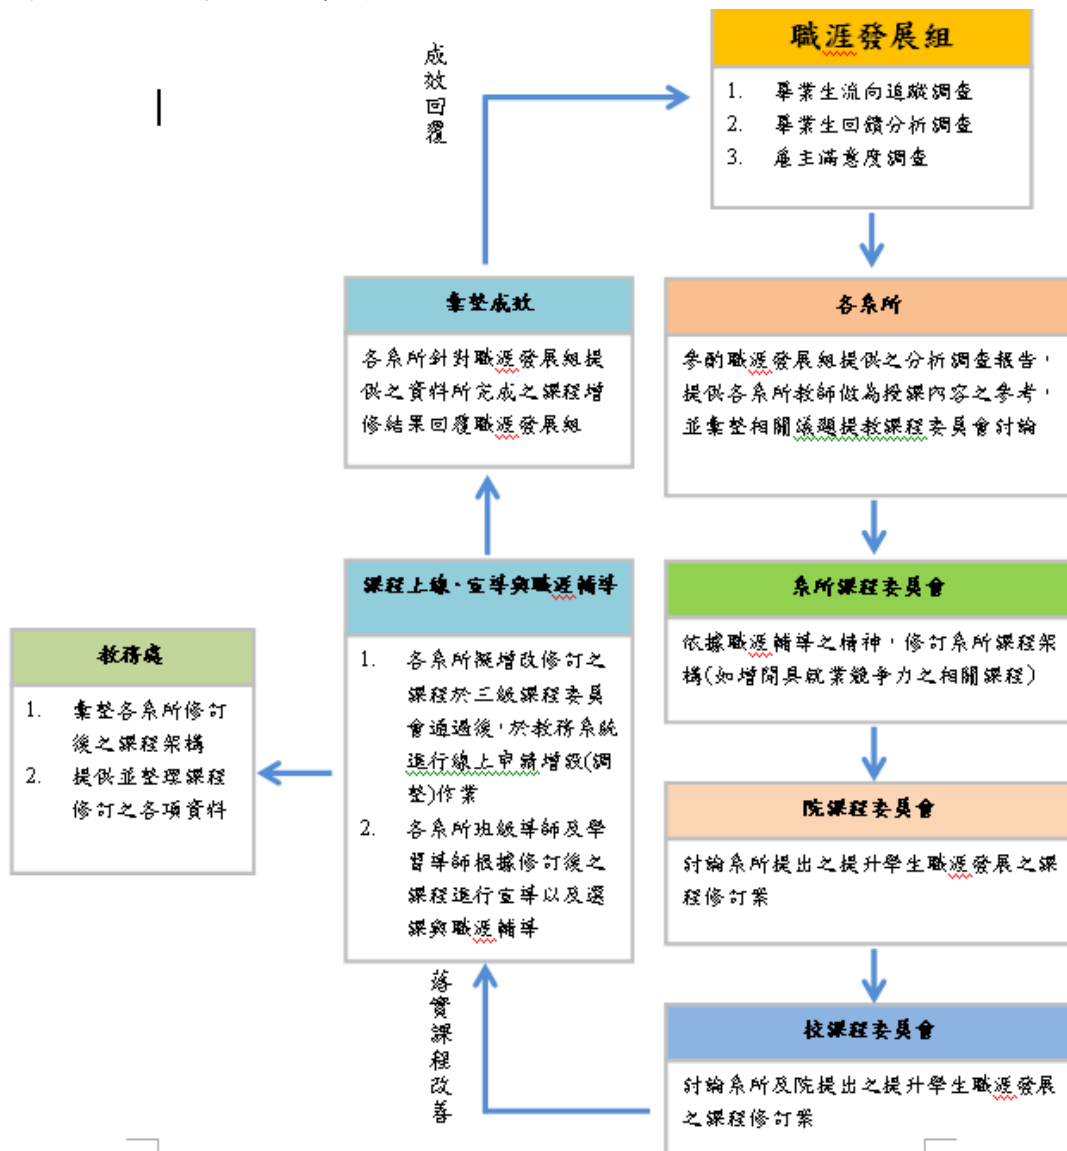 職涯發展組
1. 畢業生流向追蹤調查
2. 畢業生回饋分析調查
3. 雇主滿意度調查
各系所
參酌職涯發展組提供之分析調查報告，
提供各系所教師做為授課內容之參考，
並彙整相關議題提教課程委員會討論
系所課程委員會
依據職涯輔導之精神，修訂系所課程架
構(如增開具就業競爭力之相關課程)
院課程委員會
討論系所提出之提升學生職涯發展之課
程修訂案
校課程委員會
討論系所及院提出之提升學生職涯發展
之課程修訂案
落實課程改善
課程上線、宣導與職涯輔導
1. 各系所擬增改修訂之
課程於三級課程委員
會通過後，於教務系統
進行線上申請增設(調
整)作業
2. 各系所班級導師及學
習導師根據修訂後之
課程進行宣導以及選
課與職涯輔導
教務處
1. 彙整各系所修訂
後之課程架構
2. 提供並整理課程
修訂之各項資料
彙整成效
各系所針對職涯發展組提
供之資料所完成之課程增
修結果回覆職涯發展組
成效回覆